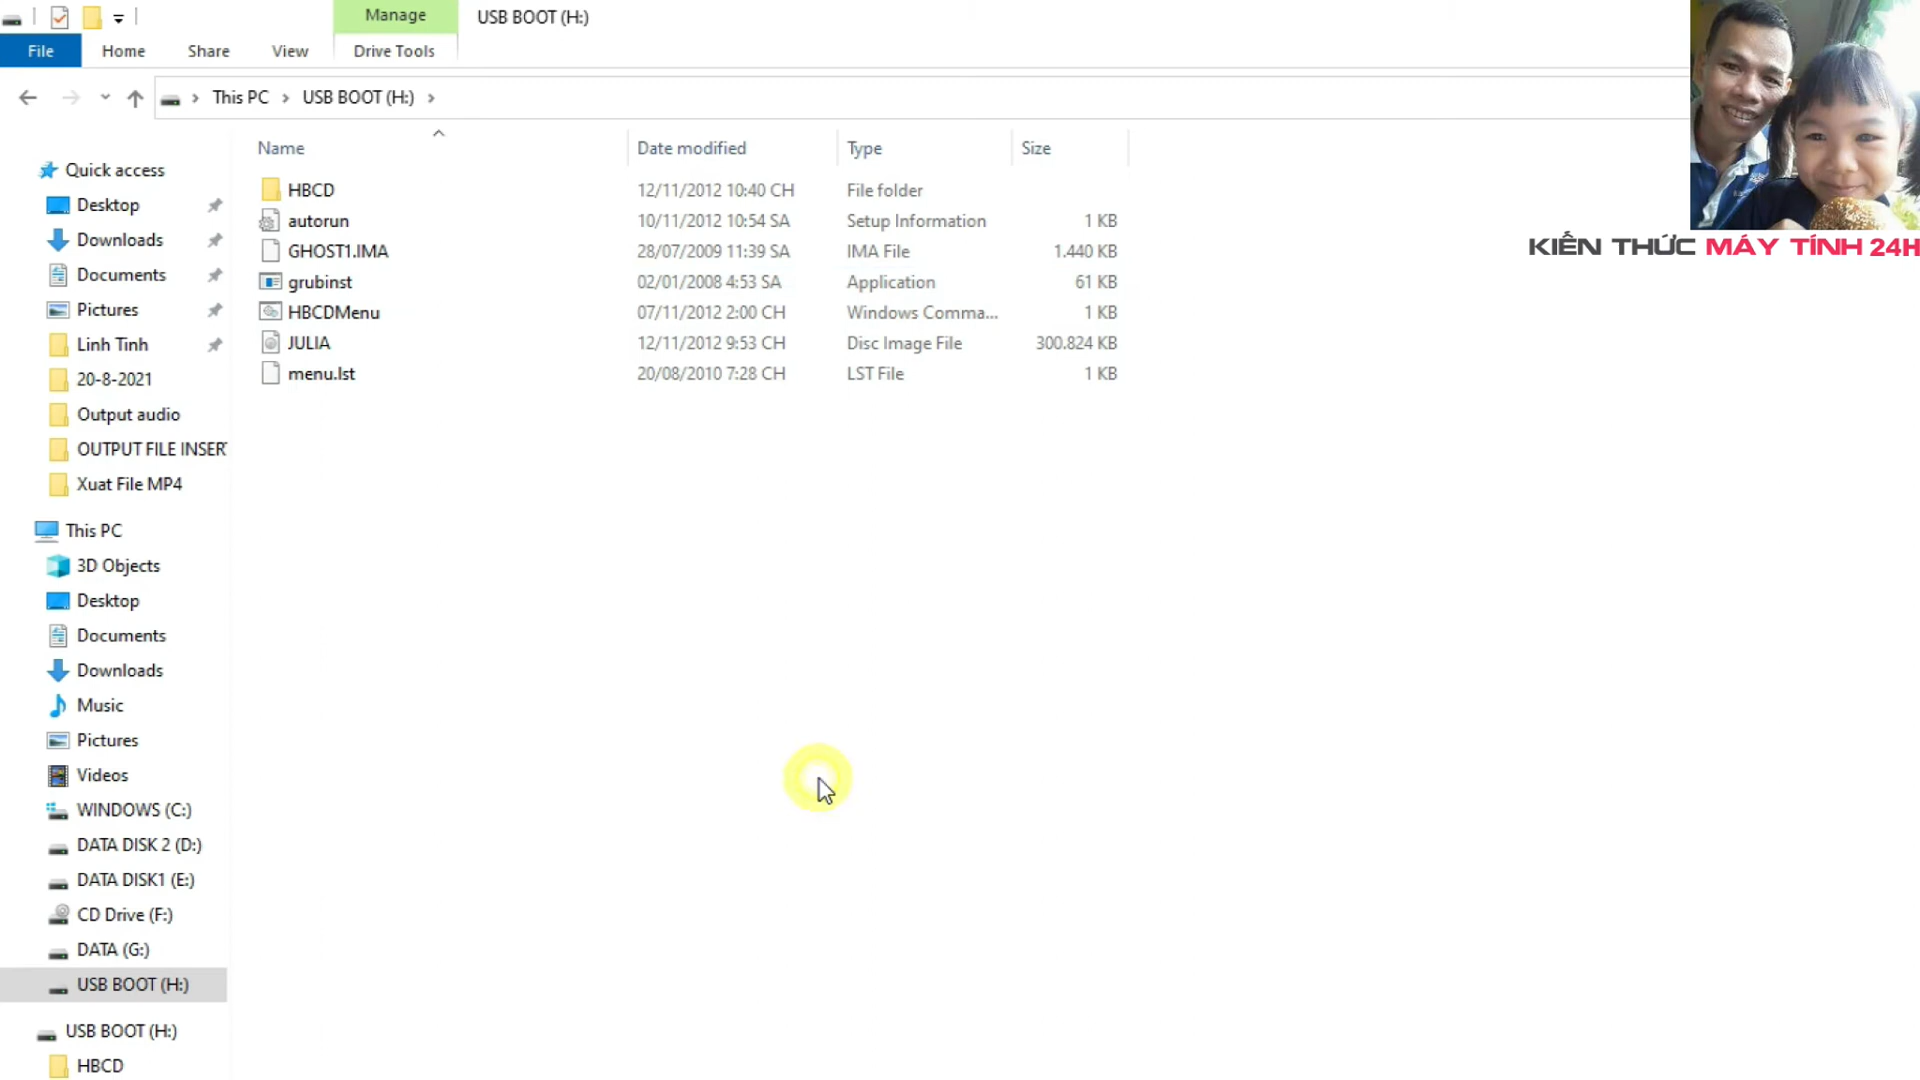 Manage
USB BOOT (H:)
File Home Share View Drive Tools
This PC USB BOOT (H:)
KIẾN THỨC MÁY TÍNH 24H
Name Date modified Type Size
HBCD 12/11/2012 10:40 CH File folder
autorun 10/11/2012 10:54 SA Setup Information 1 KB
GHOST1.IMA 28/07/2009 11:39 SA IMA File 1.440 KB
grubinst 02/01/2008 4:53 SA Application 61 KB
HBCDMenu 07/11/2012 2:00 CH Windows Comma... 1 KB
JULIA 12/11/2012 9:53 CH Disc Image File 300.824 KB
menu.lst 20/08/2010 7:28 CH LST File 1 KB
Quick access
Desktop
Downloads
Documents
Pictures
Linh Tinh
20-8-2021
Output audio
OUTPUT FILE INSERT
Xuat File MP4
This PC
3D Objects
Desktop
Documents
Downloads
Music
Pictures
Videos
WINDOWS (C:)
DATA DISK 2 (D:)
DATA DISK1 (E:)
CD Drive (F:)
DATA (G:)
USB BOOT (H:)
USB BOOT (H:)
HBCD